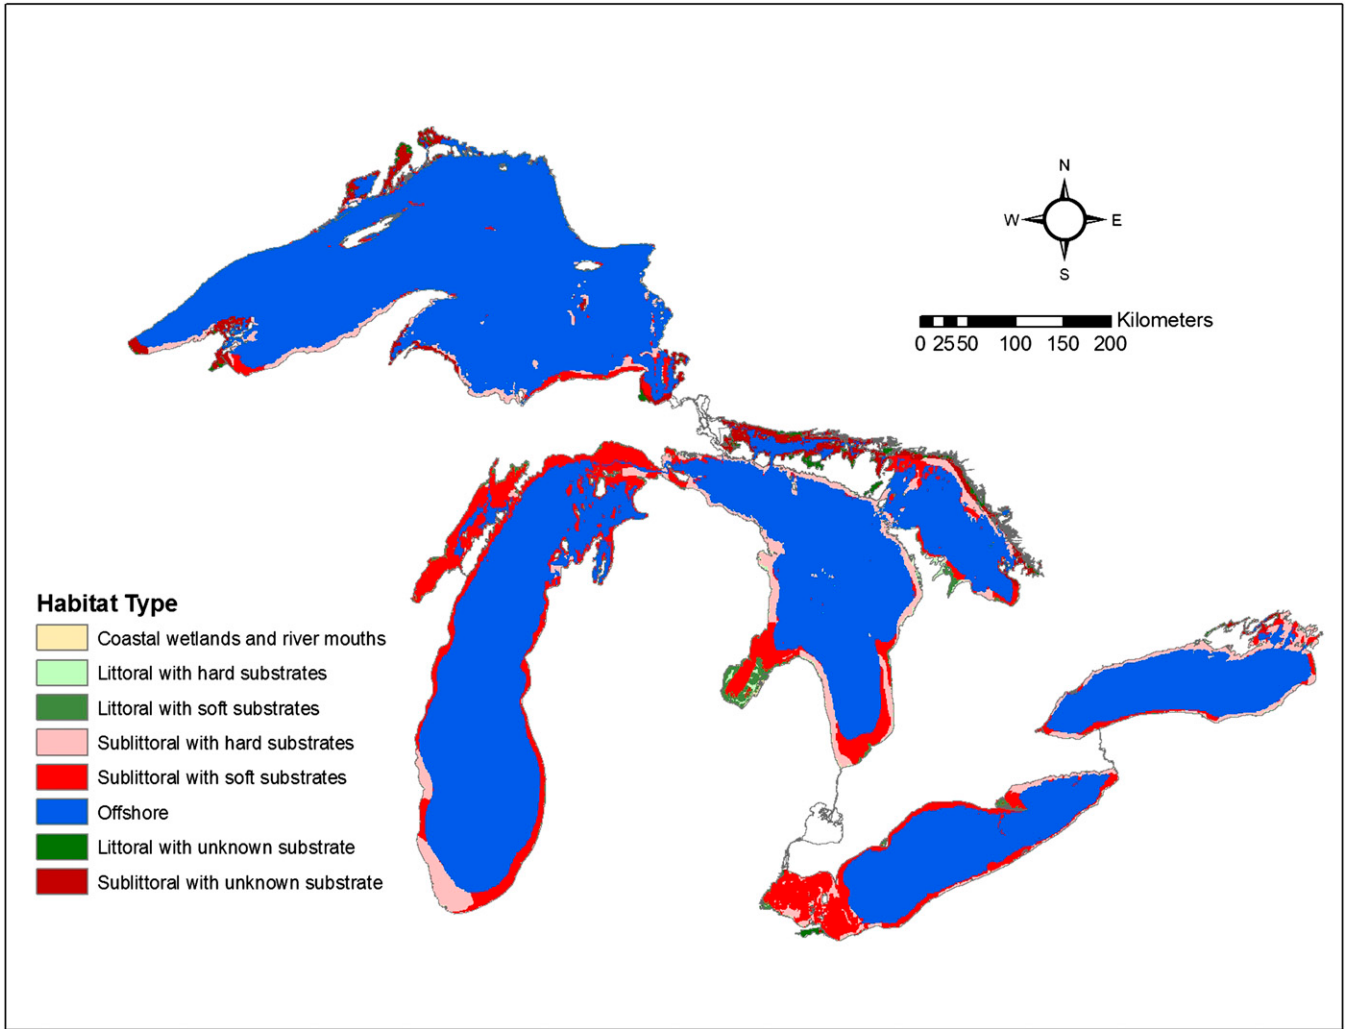 N
W E
S
Kilometers
0 25 50 100 150 200
Habitat Type
Coastal wetlands and river mouths
Littoral with hard substrates
Littoral with soft substrates
Sublittoral with hard substrates
Sublittoral with soft substrates
Offshore
Littoral with unknown substrate
Sublittoral with unknown substrate